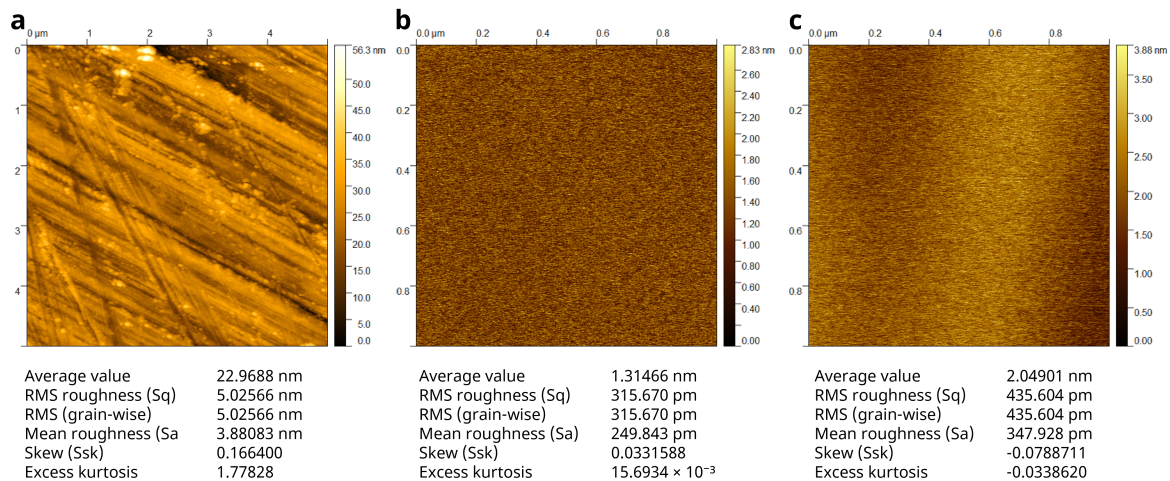 a
b
c
0 µm 1 2 3 4
0.0 µm 0.2 0.4 0.6 0.8
0.0 µm 0.2 0.4 0.6 0.8
0
1
2
3
4
56.3 nm
50.0
45.0
40.0
35.0
30.0
25.0
20.0
15.0
10.0
5.0
0.0
0.0
0.2
0.4
0.6
0.8
2.83 nm
2.60
2.40
2.20
2.00
1.80
1.60
1.40
1.20
1.00
0.80
0.60
0.40
0.00
0.0
0.2
0.4
0.6
0.8
3.88 nm
3.50
3.00
2.50
2.00
1.50
1.00
0.50
0.00
Average value 22.9688 nm
RMS roughness (Sq) 5.02566 nm
RMS (grain-wise) 5.02566 nm
Mean roughness (Sa 3.88083 nm
Skew (Ssk) 0.166400
Excess kurtosis 1.77828
Average value 1.31466 nm
RMS roughness (Sq) 315.670 pm
RMS (grain-wise) 315.670 pm
Mean roughness (Sa) 249.843 pm
Skew (Ssk) 0.0331588
Excess kurtosis 15.6934 × 10⁻³
Average value 2.04901 nm
RMS roughness (Sq) 435.604 pm
RMS (grain-wise) 435.604 pm
Mean roughness (Sa) 347.928 pm
Skew (Ssk) -0.0788711
Excess kurtosis -0.0338620